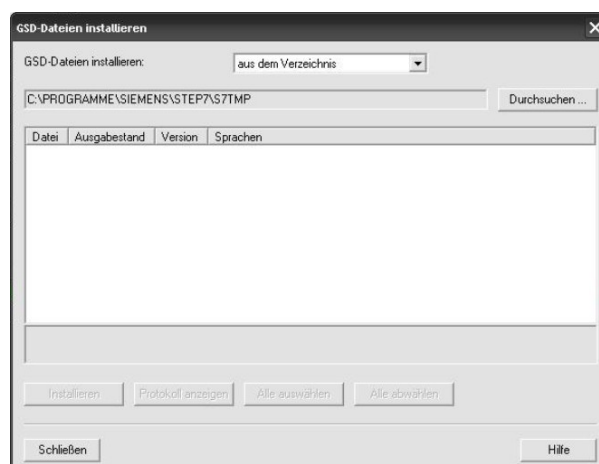 GSD-Dateien installieren
GSD-Dateien installieren: aus dem Verzeichnis
C:\PROGRAMME\SIEMENS\STEP7\S7TMP Durchsuchen ...
Datei Ausgabestand Version Sprachen
Installieren Protokoll anzeigen Alle auswählen Alle abwählen
Schließen Hilfe